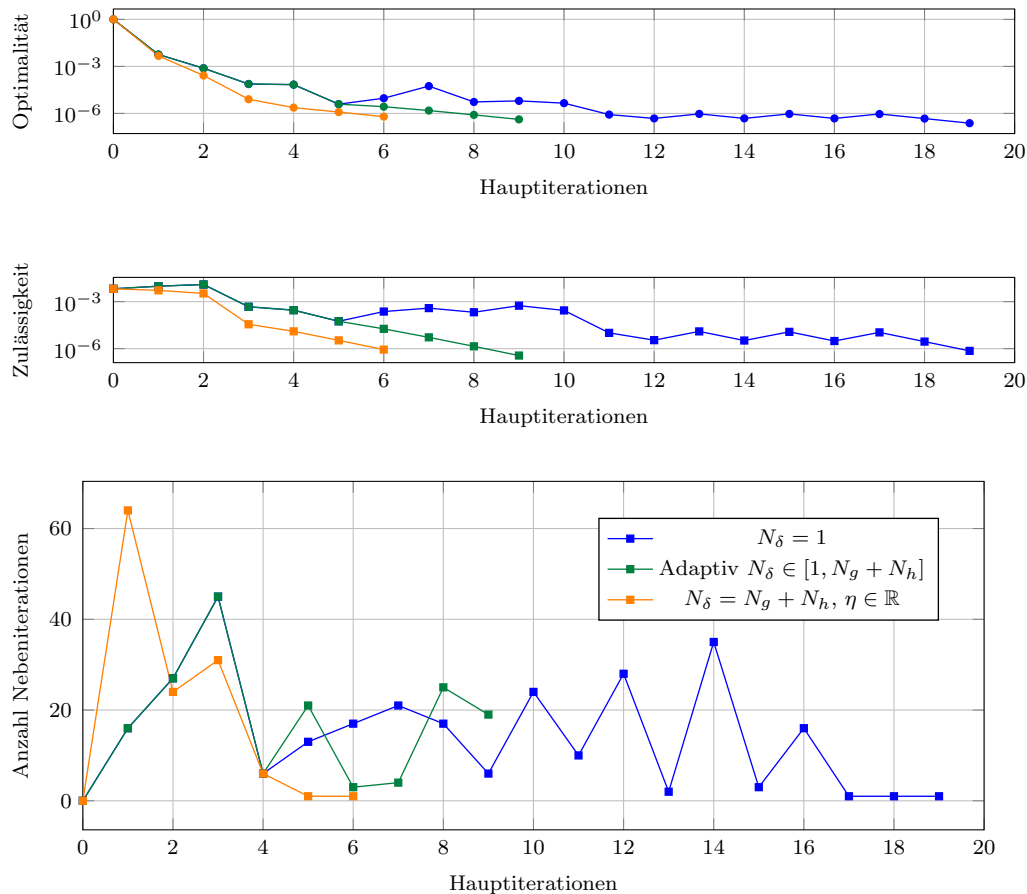 Optimalität
10^0
10^{-3}
10^{-6}
0 2 4 6 8 10 12 14 16 18 20
Hauptiterationen
Zulässigkeit
10^{-3}
10^{-6}
0 2 4 6 8 10 12 14 16 18 20
Hauptiterationen
Anzahl Nebeniterationen
60
40
20
0
N_δ = 1
Adaptiv N_δ ∈ [1, N_g + N_h]
N_δ = N_g + N_h, η ∈ ℝ
0 2 4 6 8 10 12 14 16 18 20
Hauptiterationen